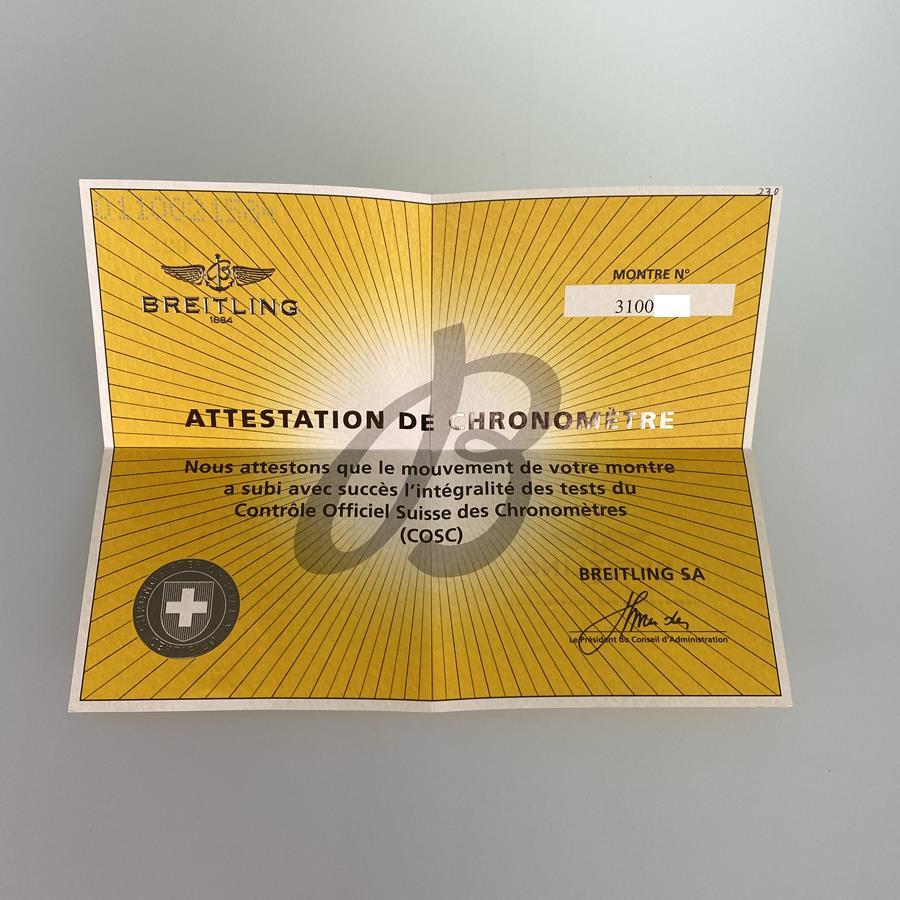 230
BREITLING
1884
MONTRE Nº
3100
ATTESTATION DE CHRONOMÈTRE
Nous attestons que le mouvement de votre montre
a subi avec succès l'intégralité des tests du
Contrôle Officiel Suisse des Chronomètres
(COSC)
BREITLING SA
Le Président du Conseil d'Administration